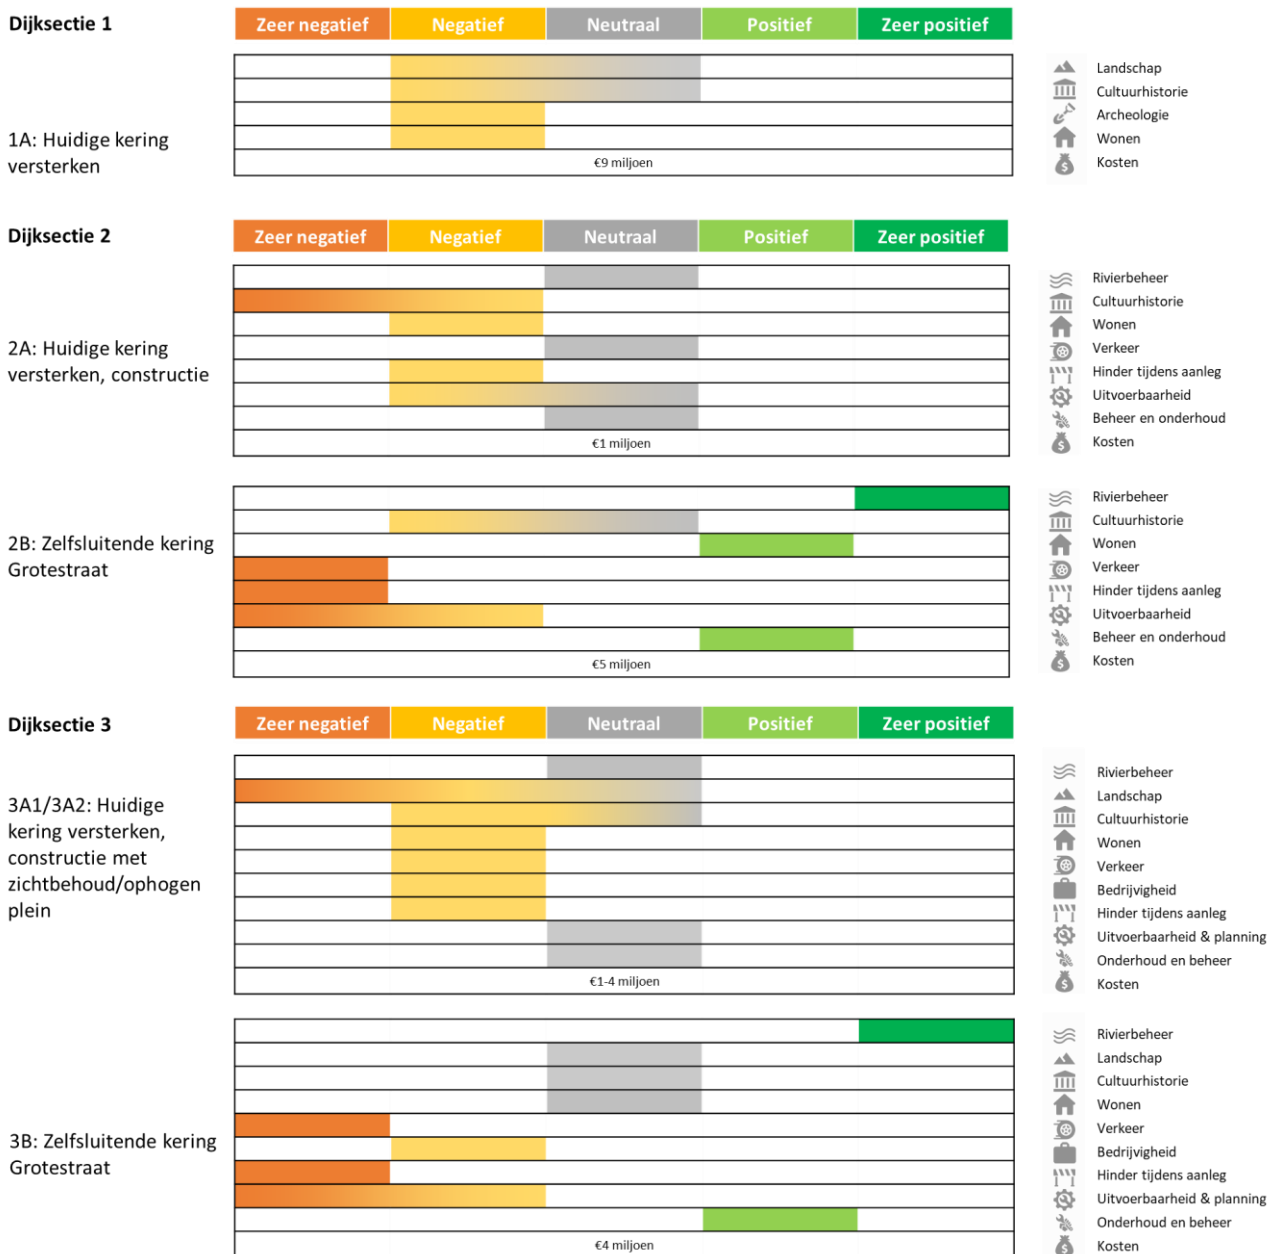 Dijksectie 1
Zeer negatief Negatief Neutraal Positief Zeer positief
1A: Huidige kering
versterken
€9 miljoen
Landschap
Cultuurhistorie
Archeologie
Wonen
Kosten
Dijksectie 2
Zeer negatief Negatief Neutraal Positief Zeer positief
2A: Huidige kering
versterken, constructie
€1 miljoen
Rivierbeheer
Cultuurhistorie
Wonen
Verkeer
Hinder tijdens aanleg
Uitvoerbaarheid
Beheer en onderhoud
Kosten
2B: Zelfsluitende kering
Grotestraat
€5 miljoen
Rivierbeheer
Cultuurhistorie
Wonen
Verkeer
Hinder tijdens aanleg
Uitvoerbaarheid
Beheer en onderhoud
Kosten
Dijksectie 3
Zeer negatief Negatief Neutraal Positief Zeer positief
3A1/3A2: Huidige
kering versterken,
constructie met
zichtbehoud/ophogen
plein
€1-4 miljoen
Rivierbeheer
Landschap
Cultuurhistorie
Wonen
Verkeer
Bedrijvigheid
Hinder tijdens aanleg
Uitvoerbaarheid & planning
Onderhoud en beheer
Kosten
3B: Zelfsluitende kering
Grotestraat
€4 miljoen
Rivierbeheer
Landschap
Cultuurhistorie
Wonen
Verkeer
Bedrijvigheid
Hinder tijdens aanleg
Uitvoerbaarheid & planning
Onderhoud en beheer
Kosten